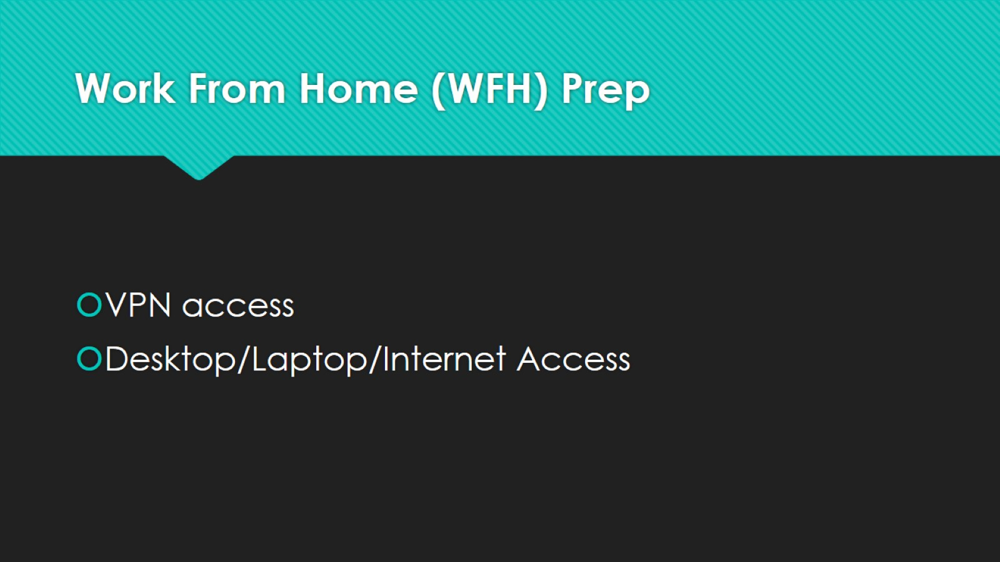 Work From Home (WFH) Prep
VPN access
Desktop/Laptop/Internet Access